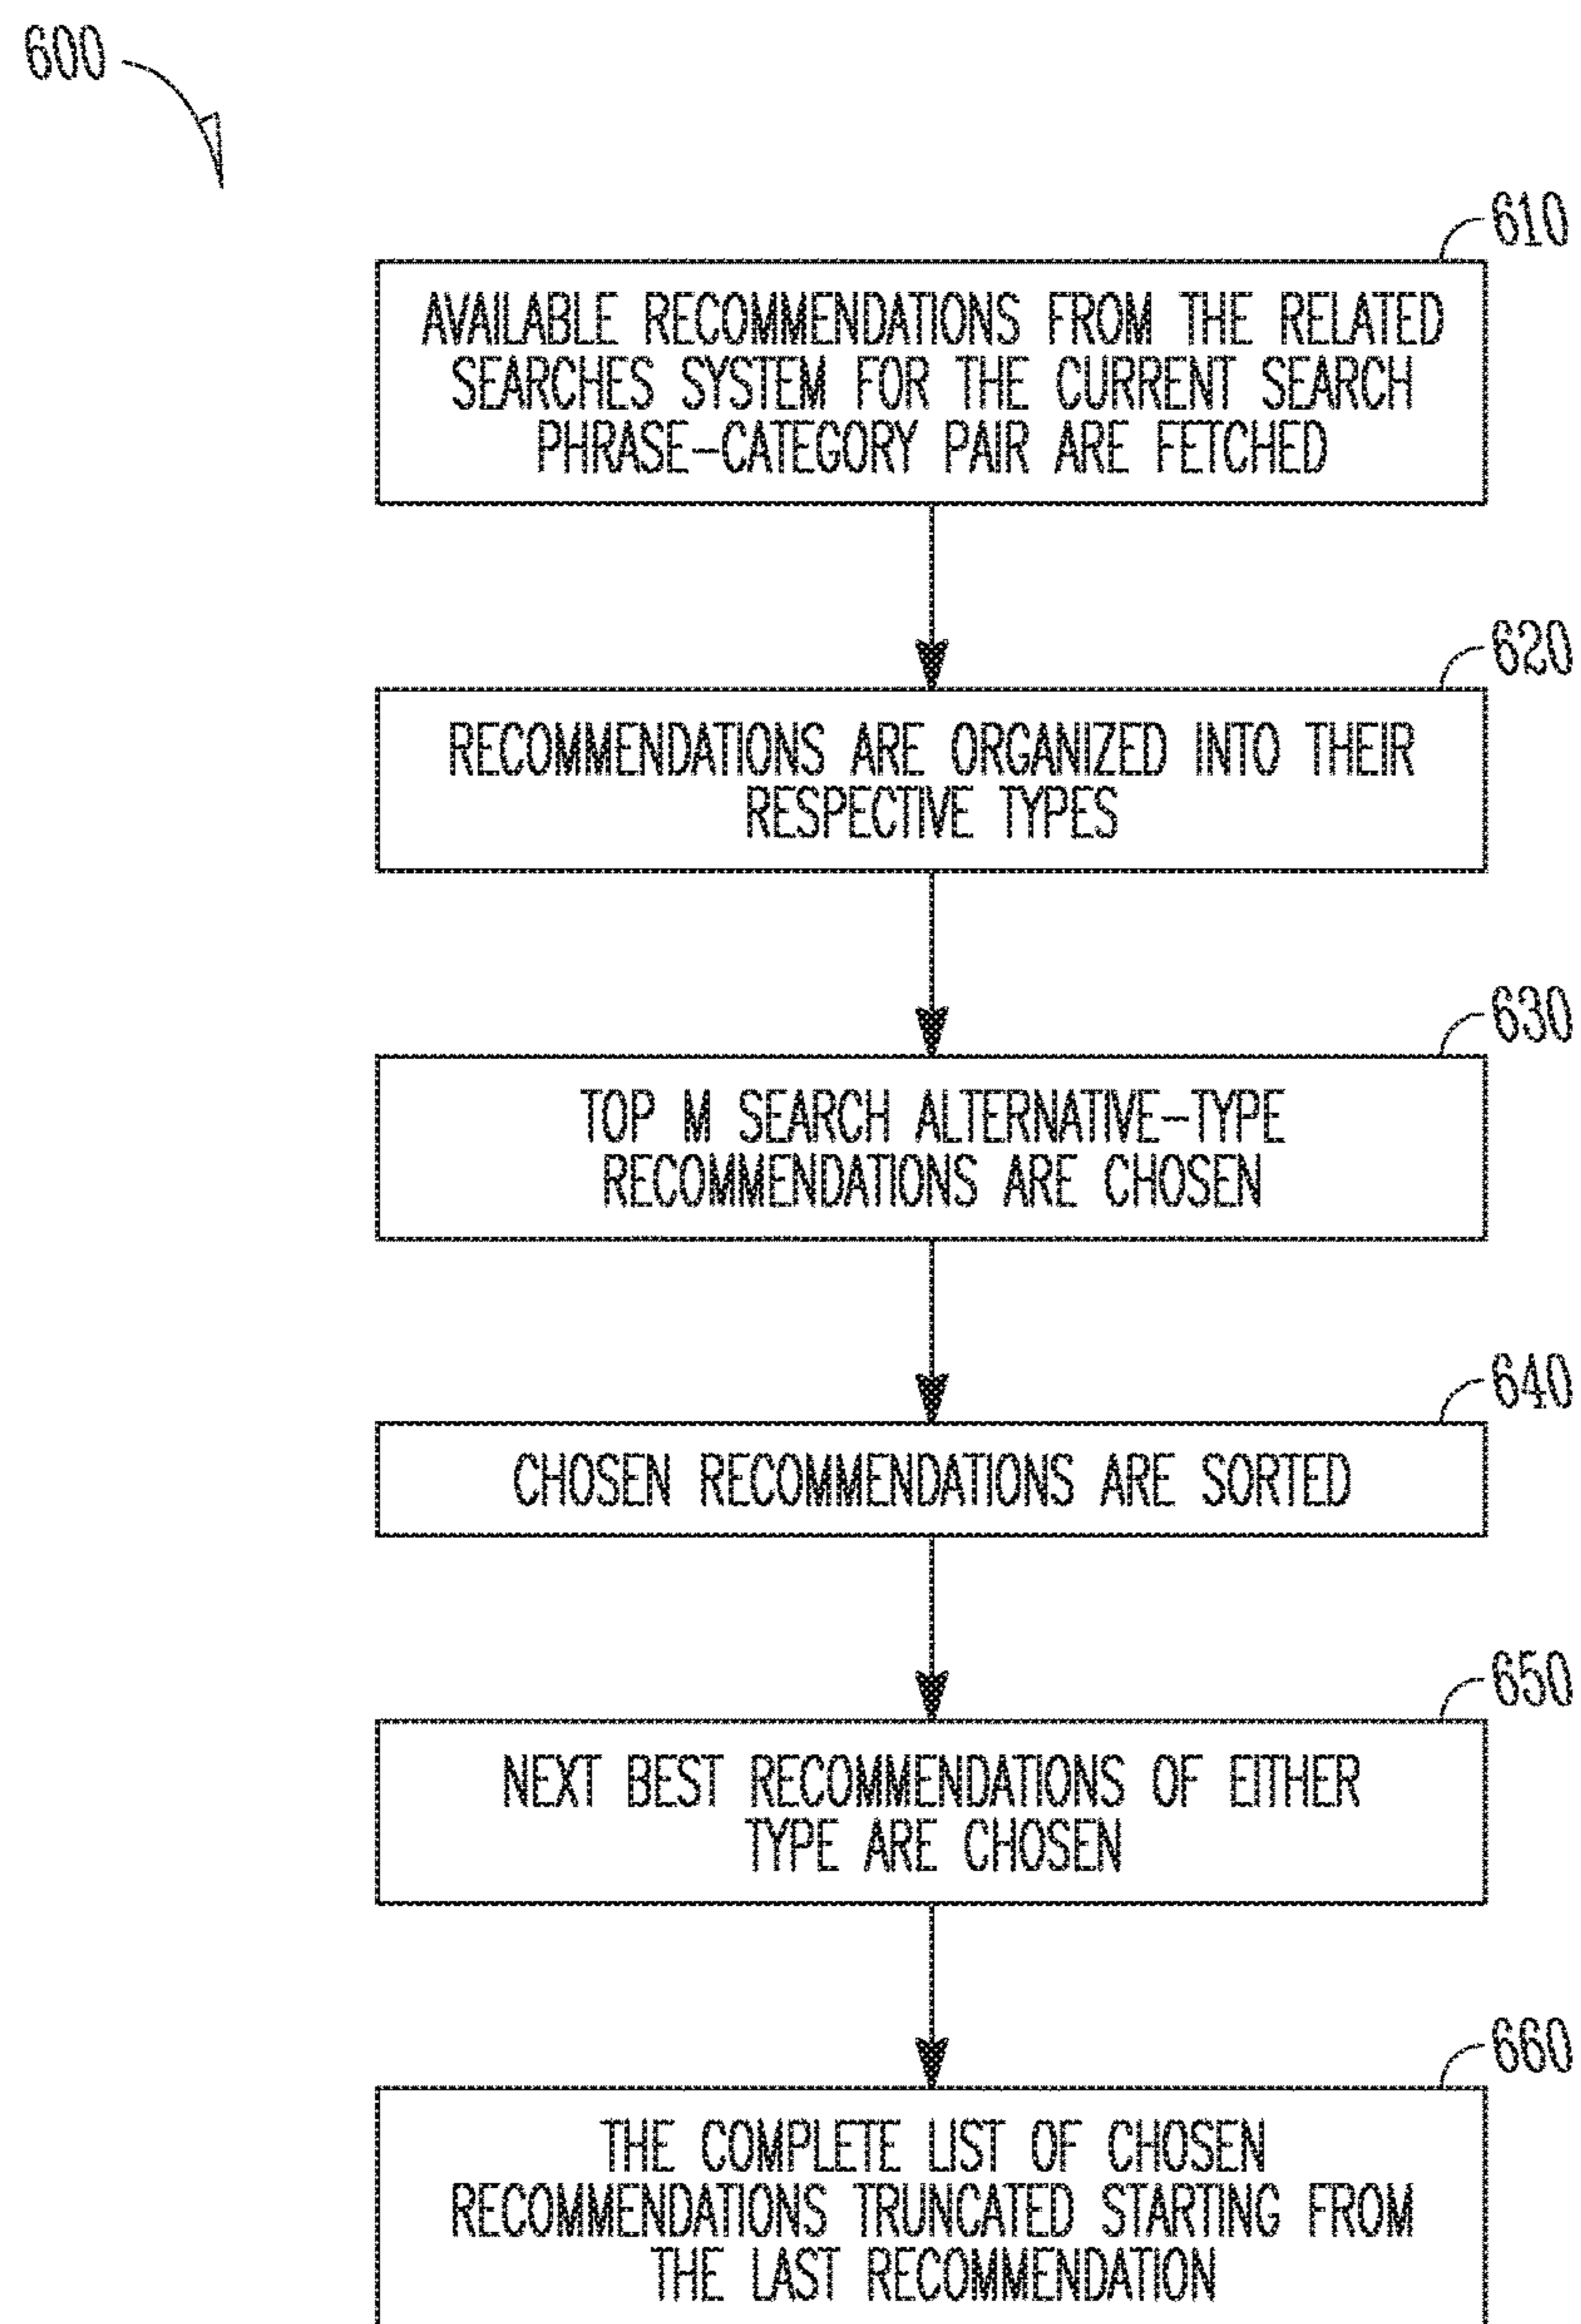 600
610
AVAILABLE RECOMMENDATIONS FROM THE RELATED
SEARCHES SYSTEM FOR THE CURRENT SEARCH
PHRASE-CATEGORY PAIR ARE FETCHED
620
RECOMMENDATIONS ARE ORGANIZED INTO THEIR
RESPECTIVE TYPES
630
TOP M SEARCH ALTERNATIVE-TYPE
RECOMMENDATIONS ARE CHOSEN
640
CHOSEN RECOMMENDATIONS ARE SORTED
650
NEXT BEST RECOMMENDATIONS OF EITHER
TYPE ARE CHOSEN
660
THE COMPLETE LIST OF CHOSEN
RECOMMENDATIONS TRUNCATED STARTING FROM
THE LAST RECOMMENDATION